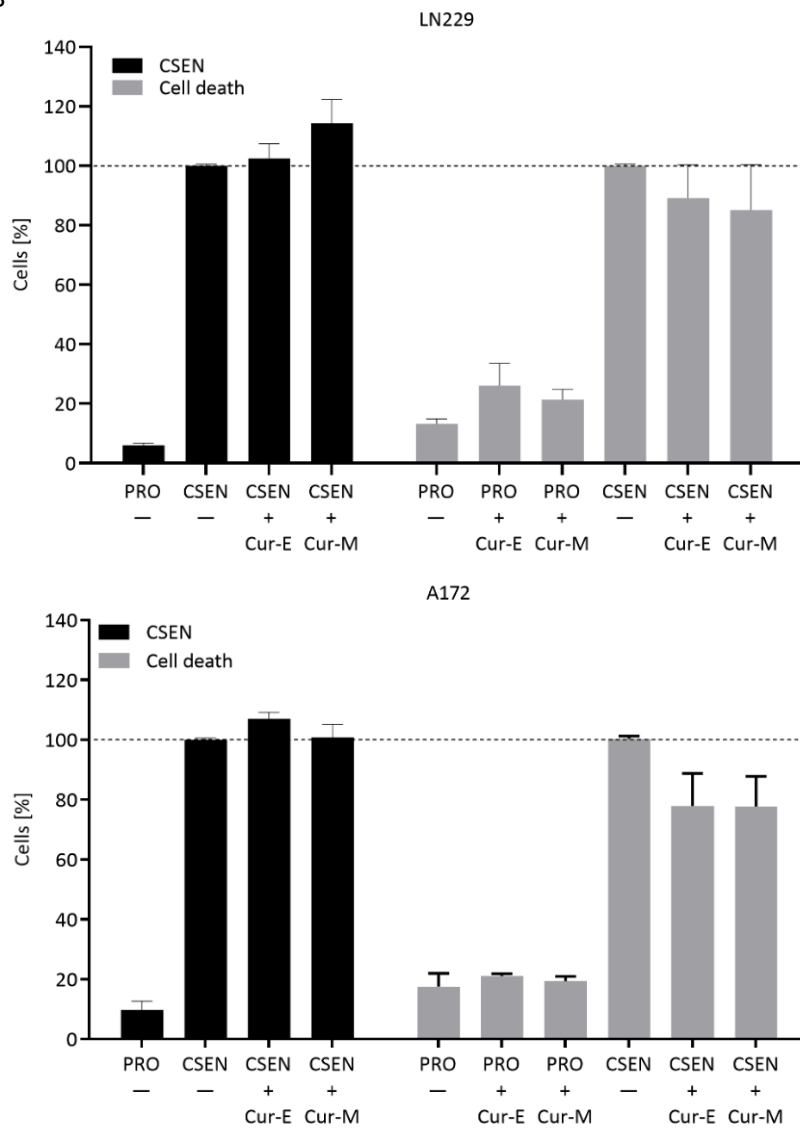 LN229
140
CSEN
Cell death
120
100
80
60
40
20
0
Cells [%]
PRO CSEN CSEN CSEN PRO PRO PRO CSEN CSEN CSEN
— — + + — + + — + +
Cur-E Cur-M Cur-E Cur-M Cur-E Cur-M
A172
140
CSEN
Cell death
120
100
80
60
40
20
0
Cells [%]
PRO CSEN CSEN CSEN PRO PRO PRO CSEN CSEN CSEN
— — + + — + + — + +
Cur-E Cur-M Cur-E Cur-M Cur-E Cur-M